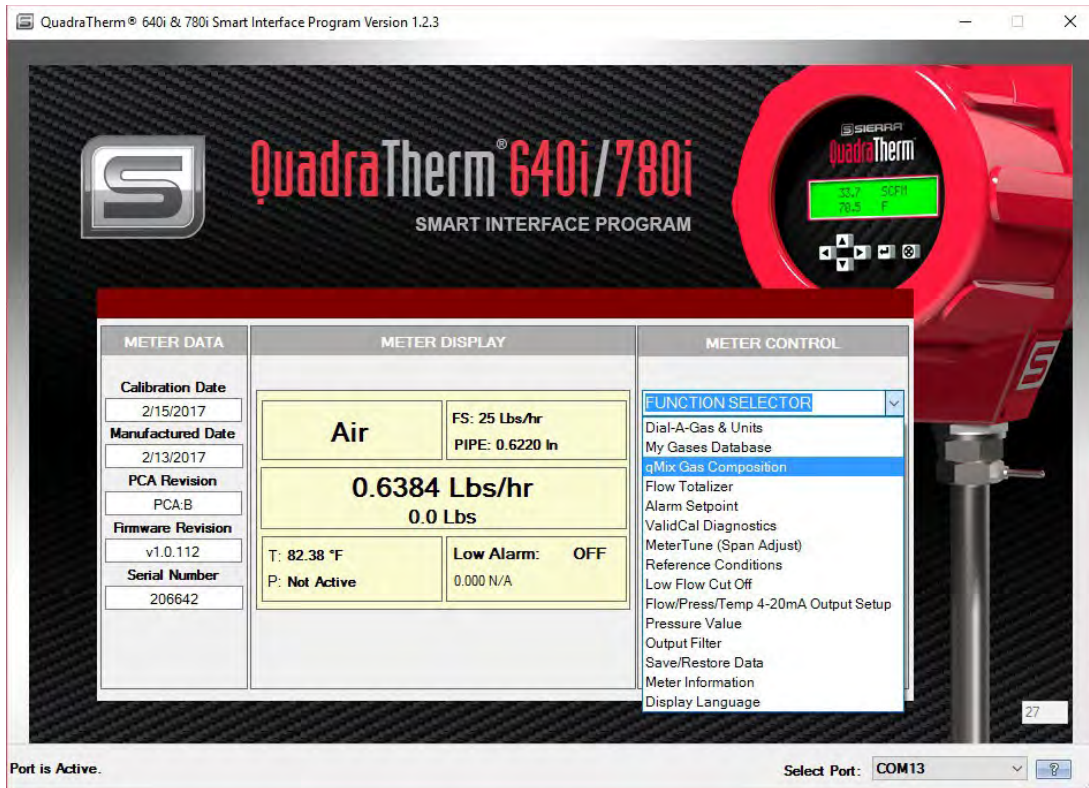 QuadraTherm® 640i & 780i Smart Interface Program Version 1.2.3
SIERRA
QuadraTherm
33.7 SCFM
70.5 F
QuadraTherm® 640i/780i
SMART INTERFACE PROGRAM
METER DATA
Calibration Date
2/15/2017
Manufactured Date
2/13/2017
PCA Revision
PCA:B
Firmware Revision
v1.0.112
Serial Number
206642
METER DISPLAY
Air
FS: 25 Lbs/hr
PIPE: 0.6220 In
0.6384 Lbs/hr
0.0 Lbs
T: 82.38 °F
P: Not Active
Low Alarm: OFF
0.000 N/A
METER CONTROL
FUNCTION SELECTOR
Dial-A-Gas & Units
My Gases Database
qMix Gas Composition
Flow Totalizer
Alarm Setpoint
ValidCal Diagnostics
MeterTune (Span Adjust)
Reference Conditions
Low Flow Cut Off
Flow/Press/Temp 4-20mA Output Setup
Pressure Value
Output Filter
Save/Restore Data
Meter Information
Display Language
27
Port is Active.
Select Port: COM13
?